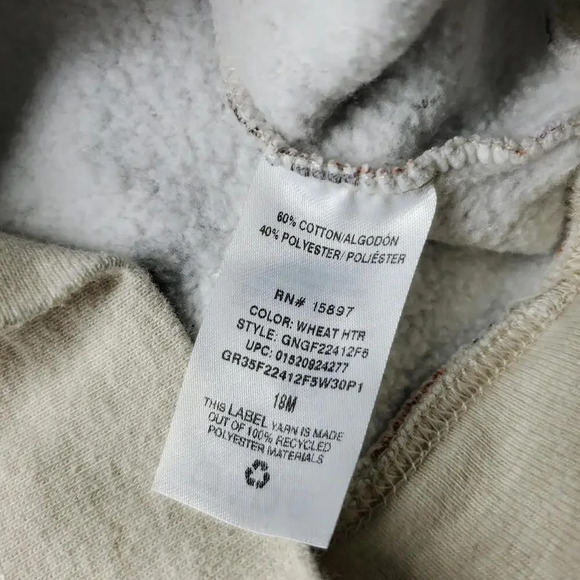 60% COTTON/ALGODÓN
40% POLYESTER/POLIÉSTER
RN# 15897
COLOR: WHEAT HTR
STYLE: GNGF22412F5
UPC: 01520924277
GR35F22412F5W30P1
18M
THIS LABEL YARN IS MADE
OUT OF 100% RECYCLED
POLYESTER MATERIALS